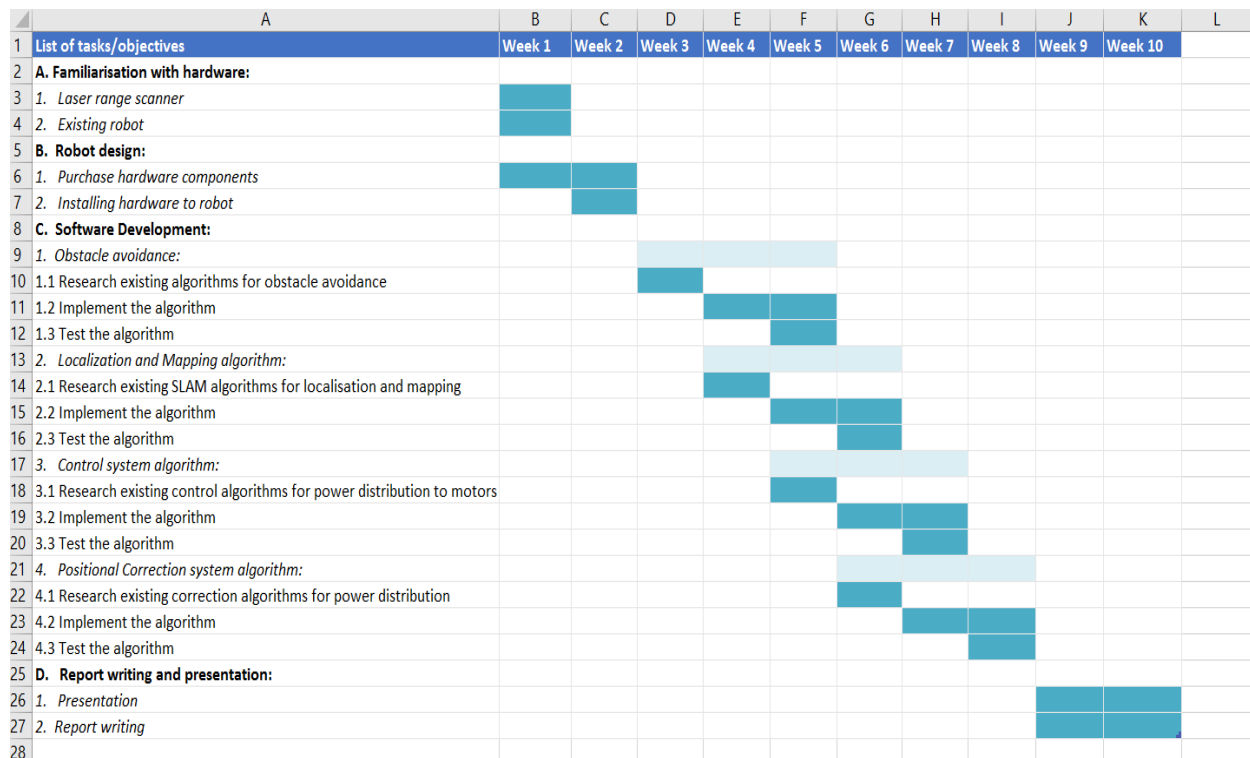 A B C D E F G H I J K L
1 List of tasks/objectives Week 1 Week 2 Week 3 Week 4 Week 5 Week 6 Week 7 Week 8 Week 9 Week 10
2 A. Familiarisation with hardware:
3 1. Laser range scanner
4 2. Existing robot
5 B. Robot design:
6 1. Purchase hardware components
7 2. Installing hardware to robot
8 C. Software Development:
9 1. Obstacle avoidance:
10 1.1 Research existing algorithms for obstacle avoidance
11 1.2 Implement the algorithm
12 1.3 Test the algorithm
13 2. Localization and Mapping algorithm:
14 2.1 Research existing SLAM algorithms for localisation and mapping
15 2.2 Implement the algorithm
16 2.3 Test the algorithm
17 3. Control system algorithm:
18 3.1 Research existing control algorithms for power distribution to motors
19 3.2 Implement the algorithm
20 3.3 Test the algorithm
21 4. Positional Correction system algorithm:
22 4.1 Research existing correction algorithms for power distribution
23 4.2 Implement the algorithm
24 4.3 Test the algorithm
25 D. Report writing and presentation:
26 1. Presentation
27 2. Report writing
28